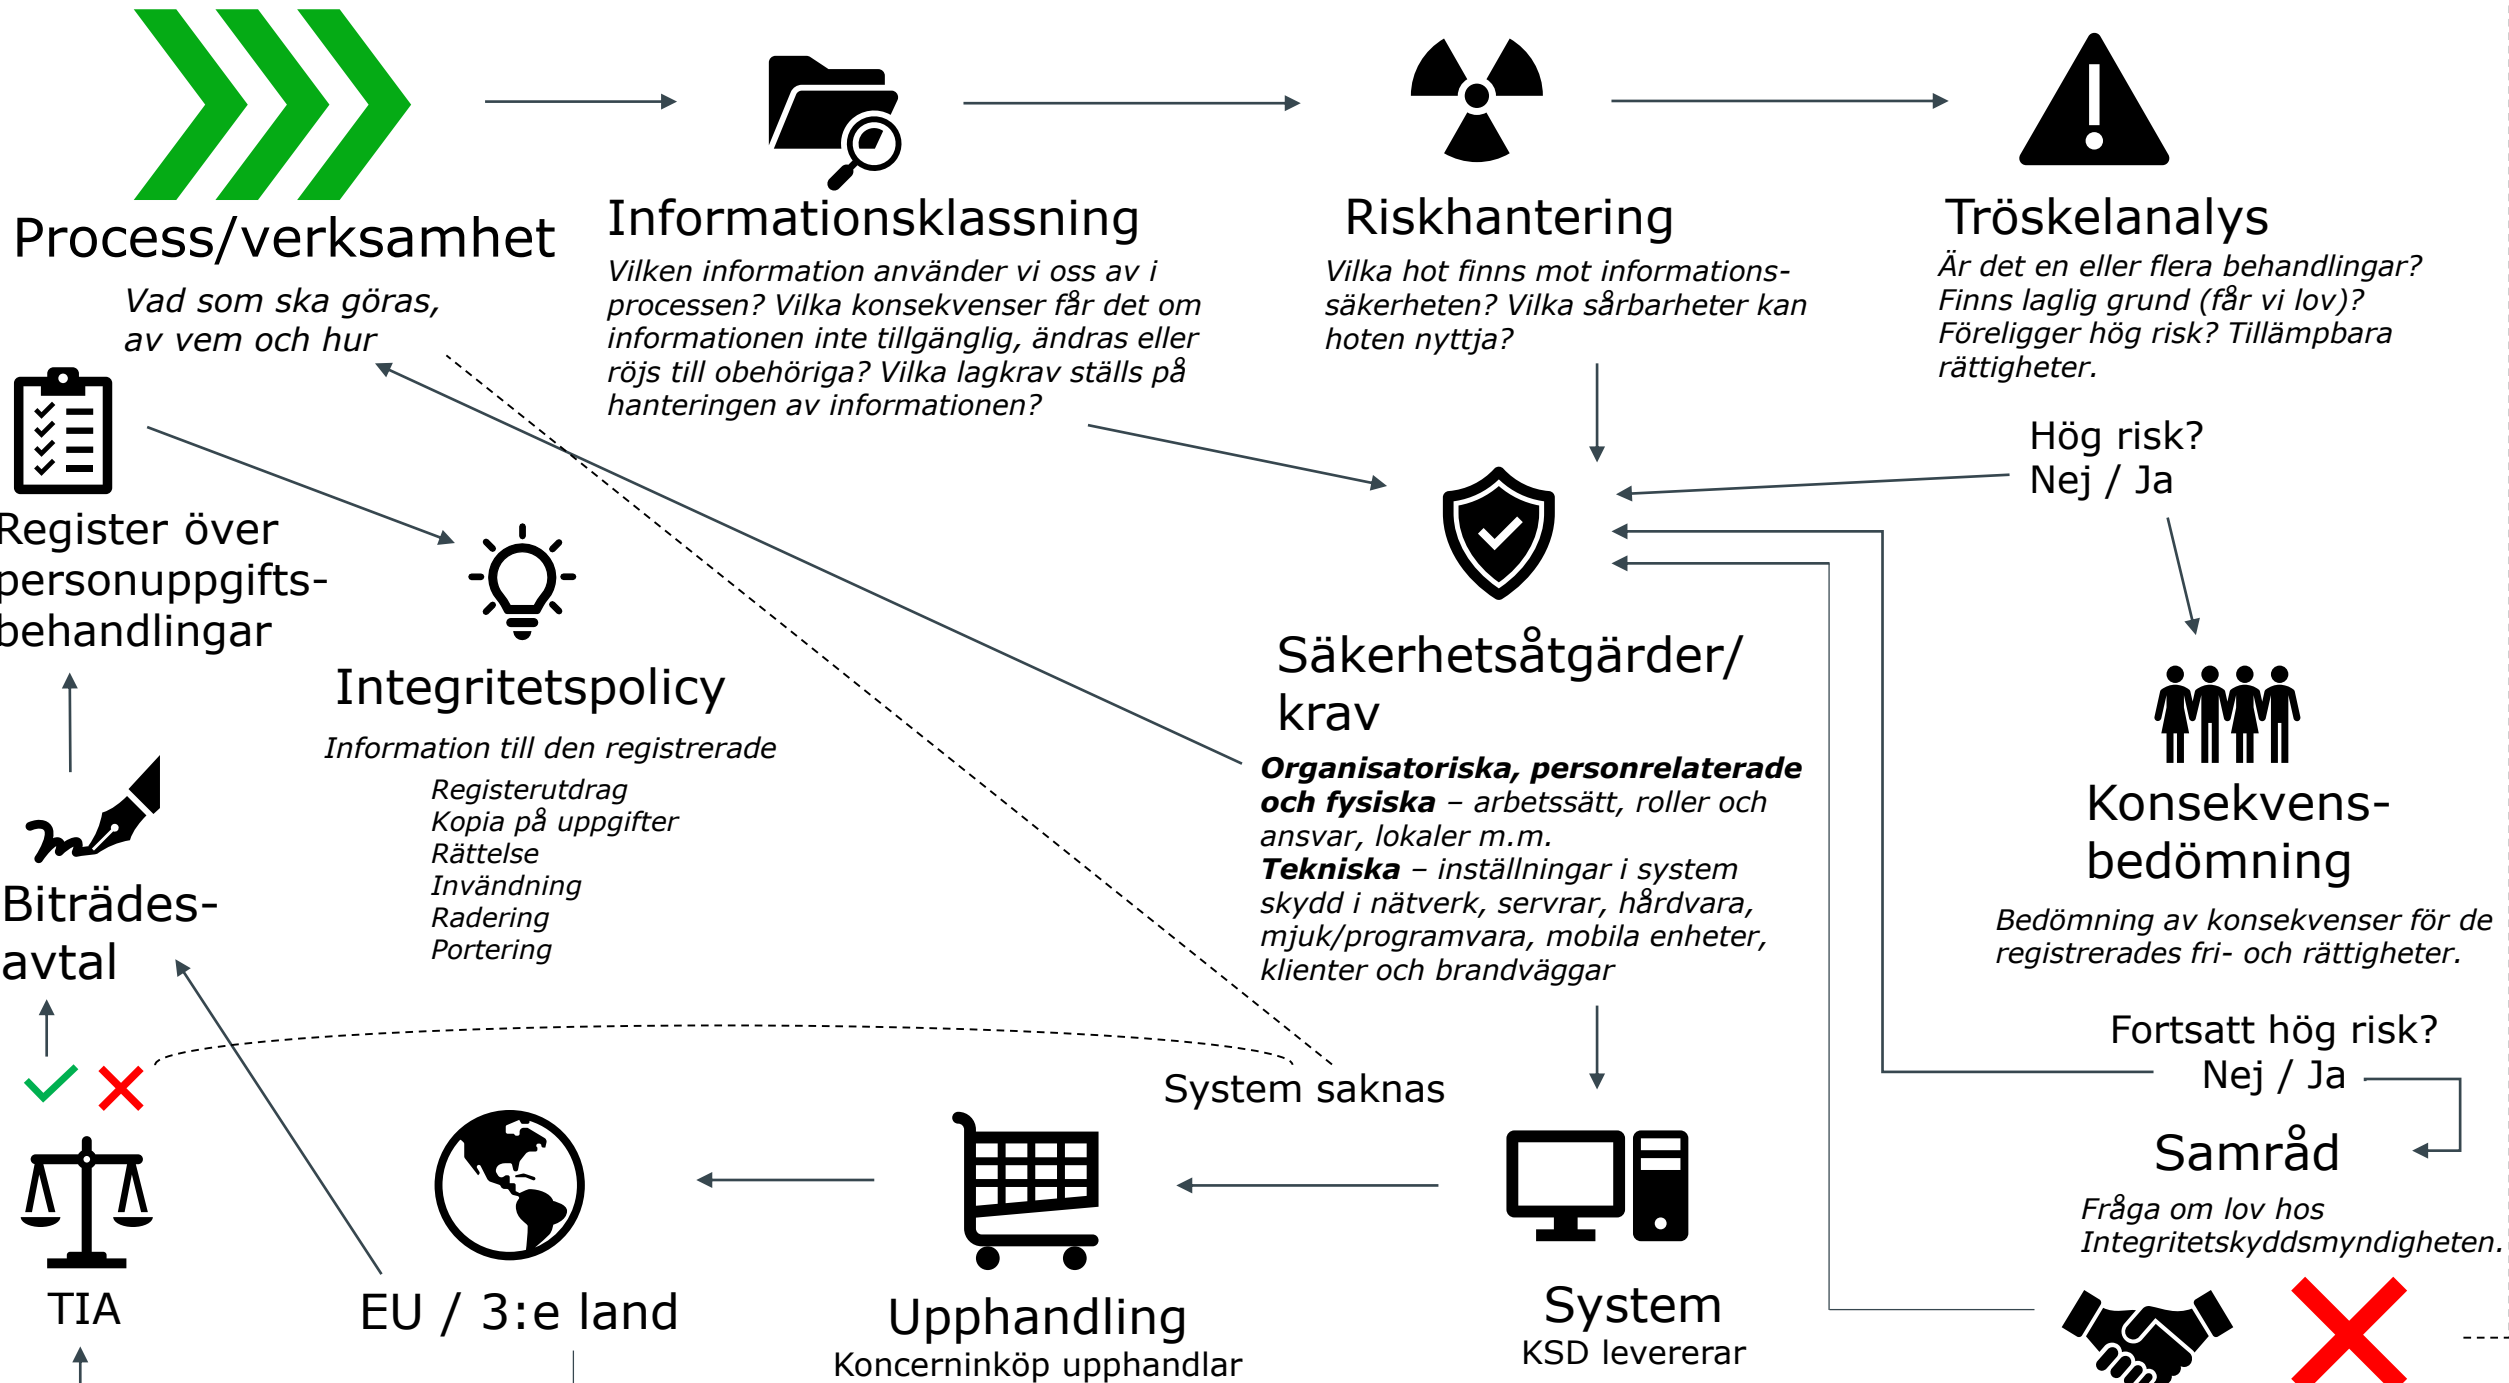 Process/verksamhet
Vad som ska göras,
av vem och hur
Informationsklassning
Vilken information använder vi oss av i
processen? Vilka konsekvenser får det om
informationen inte tillgänglig, ändras eller
röjs till obehöriga? Vilka lagkrav ställs på
hanteringen av informationen?
Riskhantering
Vilka hot finns mot informations-
säkerheten? Vilka sårbarheter kan
hoten nyttja?
Tröskelanalys
Är det en eller flera behandlingar?
Finns laglig grund (får vi lov)?
Föreligger hög risk? Tillämpbara
rättigheter.
Hög risk?
Nej / Ja
Register över
personuppgifts-
behandlingar
Integritetspolicy
Information till den registrerade
Registerutdrag
Kopia på uppgifter
Rättelse
Invändning
Radering
Portering
Säkerhetsåtgärder/
krav
Organisatoriska, personrelaterade
och fysiska – arbetssätt, roller och
ansvar, lokaler m.m.
Tekniska – inställningar i system
skydd i nätverk, servrar, hårdvara,
mjuk/programvara, mobila enheter,
klienter och brandväggar
Konsekvens-
bedömning
Bedömning av konsekvenser för de
registrerades fri- och rättigheter.
Biträdes-
avtal
Fortsatt hög risk?
Nej / Ja
System saknas
Samråd
Fråga om lov hos
Integritetskyddsmyndigheten.
TIA
EU / 3:e land
Upphandling
Koncerninköp upphandlar
System
KSD levererar